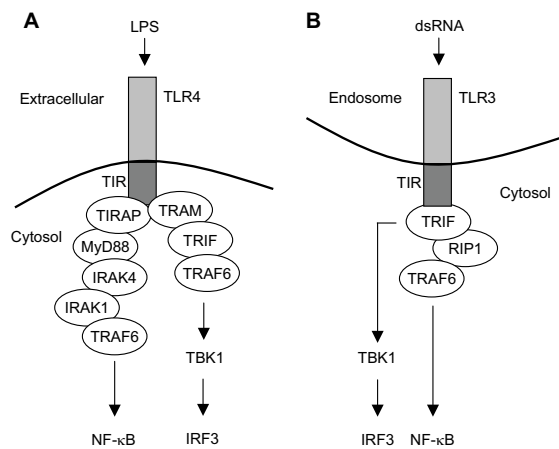 A
LPS
Extracellular
TLR4
TIR
TIRAP
TRAM
Cytosol
MyD88
TRIF
IRAK4
TRAF6
IRAK1
TRAF6
TBK1
NF-κB
IRF3
B
dsRNA
Endosome
TLR3
TIR
Cytosol
TRIF
RIP1
TRAF6
TBK1
IRF3
NF-κB